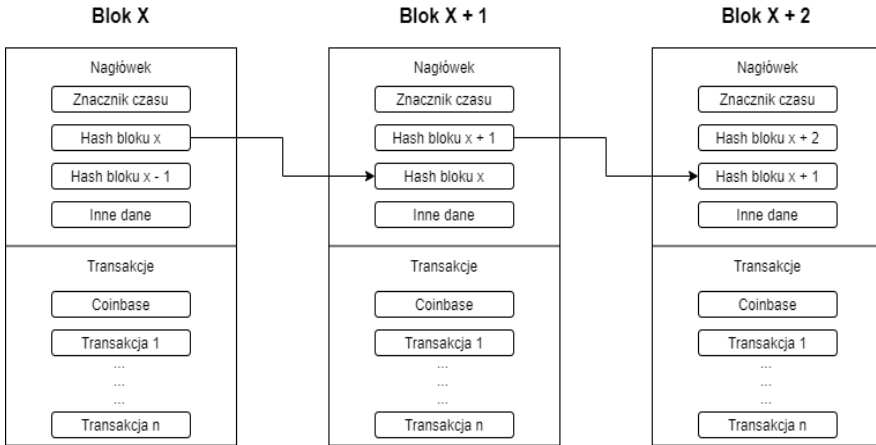 Blok X
Nagłówek
Znacznik czasu
Hash bloku x
Hash bloku x - 1
Inne dane
Transakcje
Coinbase
Transakcja 1
...
...
...
Transakcja n
Blok X + 1
Nagłówek
Znacznik czasu
Hash bloku x + 1
Hash bloku x
Inne dane
Transakcje
Coinbase
Transakcja 1
...
...
...
Transakcja n
Blok X + 2
Nagłówek
Znacznik czasu
Hash bloku x + 2
Hash bloku x + 1
Inne dane
Transakcje
Coinbase
Transakcja 1
...
...
...
Transakcja n